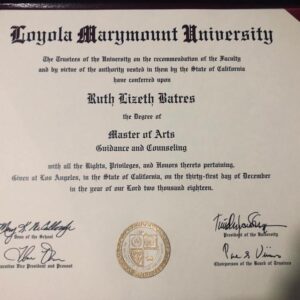 Loyola Marymount University
The Trustees of the University on the recommendation of the Faculty
and by virtue of the authority vested in them by the State of California
have conferred upon
Ruth Lizeth Batres
the Degree of
Master of Arts
Guidance and Counseling
with all the Rights, Privileges, and Honors thereto pertaining.
Given at Los Angeles, in the State of California, on the thirty-first day of December
in the year of our Lord two thousand eighteen.
Dean of the School
President of the University
Executive Vice President and Provost
Chairperson of the Board of Trustees